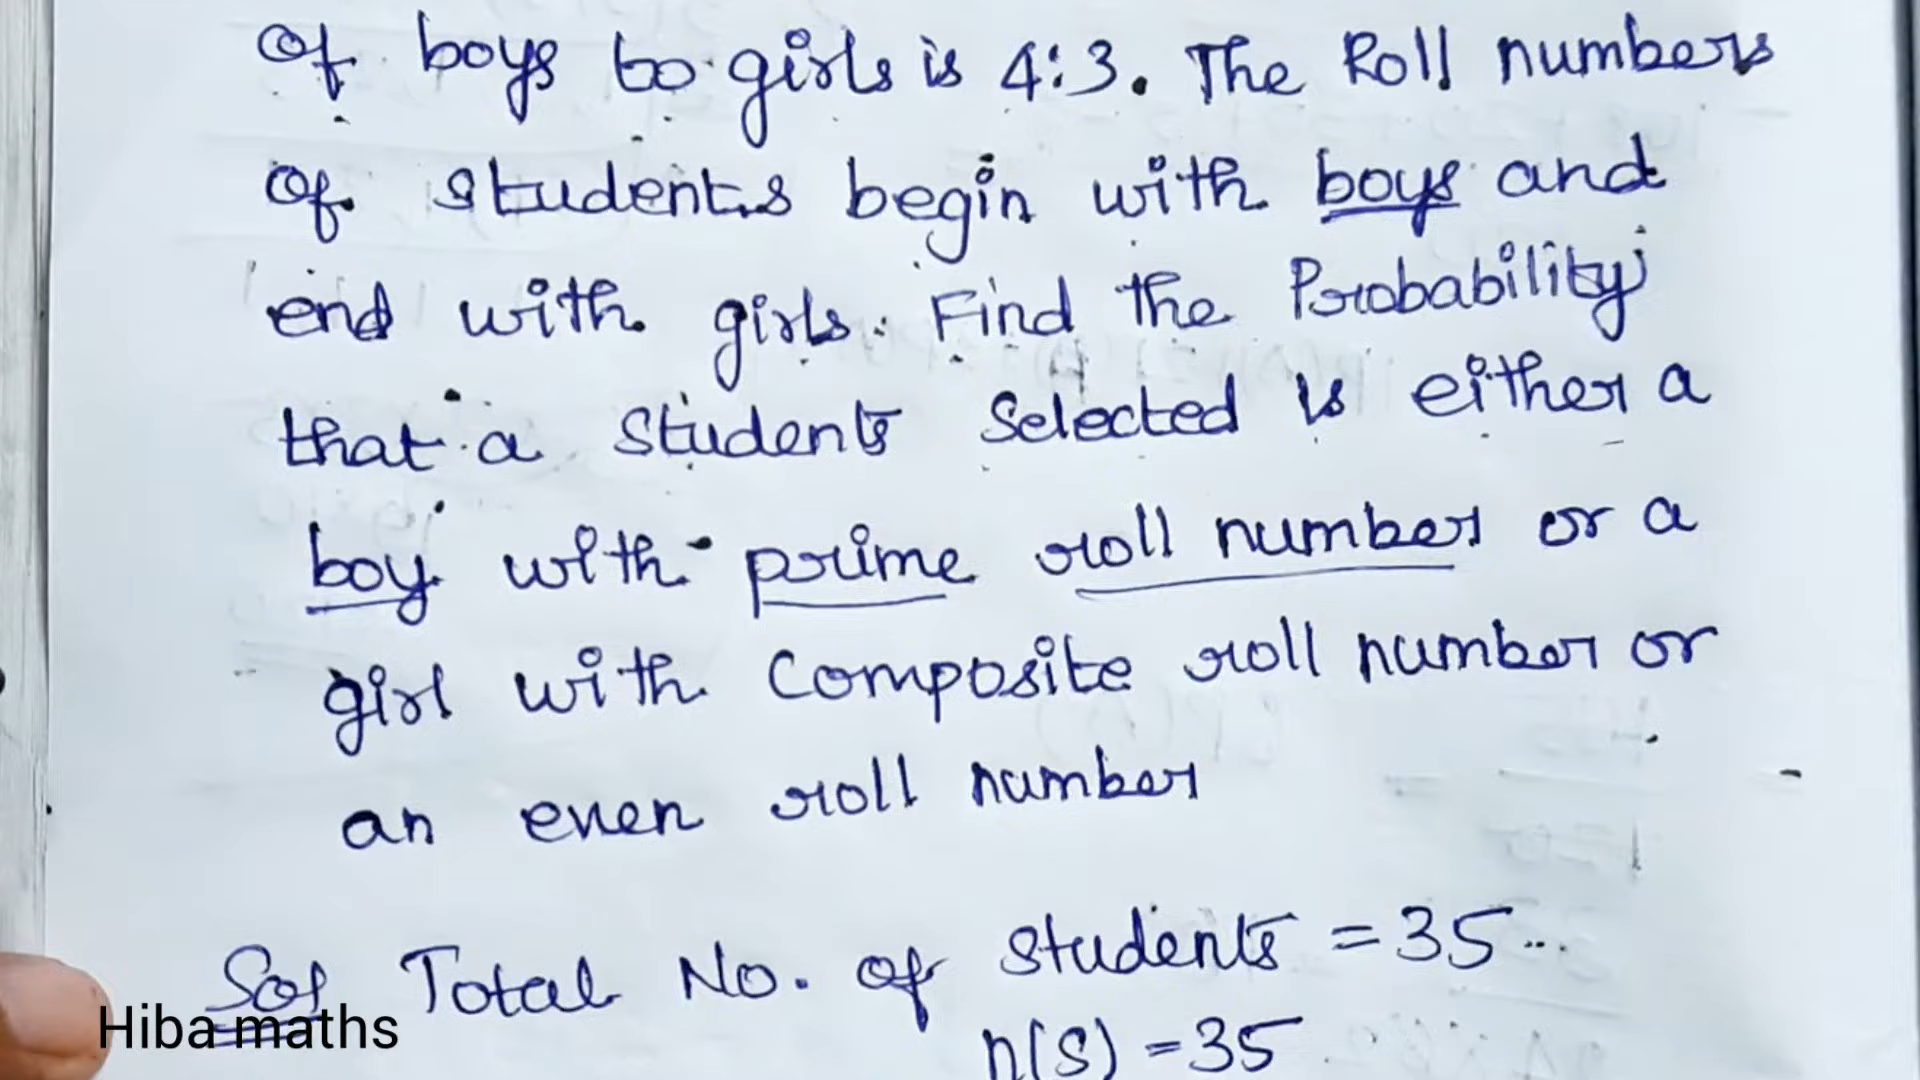 of boys to girls is 4:3. The Roll numbers
of students begin with boys and
end with girls. Find the Probability
that a students selected is either a
boy with prime roll number or a
girl with composite roll number or
an even roll number
Sol Total No. of students = 35
Hiba maths
n(s) = 35